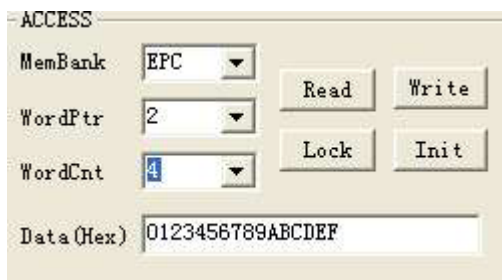 ACCESS
MemBank EPC
Read Write
WordPtr 2
Lock Init
WordCnt 4
Data(Hex) 0123456789ABCDEF